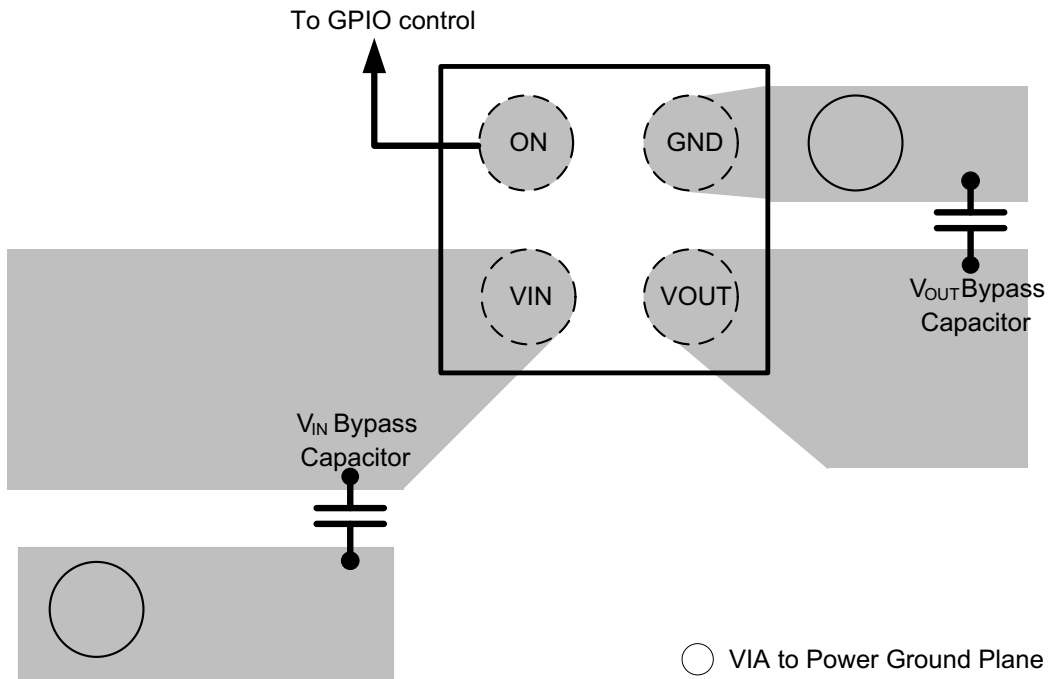 To GPIO control
ON
GND
VIN
VOUT
VOUT Bypass
Capacitor
VIN Bypass
Capacitor
VIA to Power Ground Plane